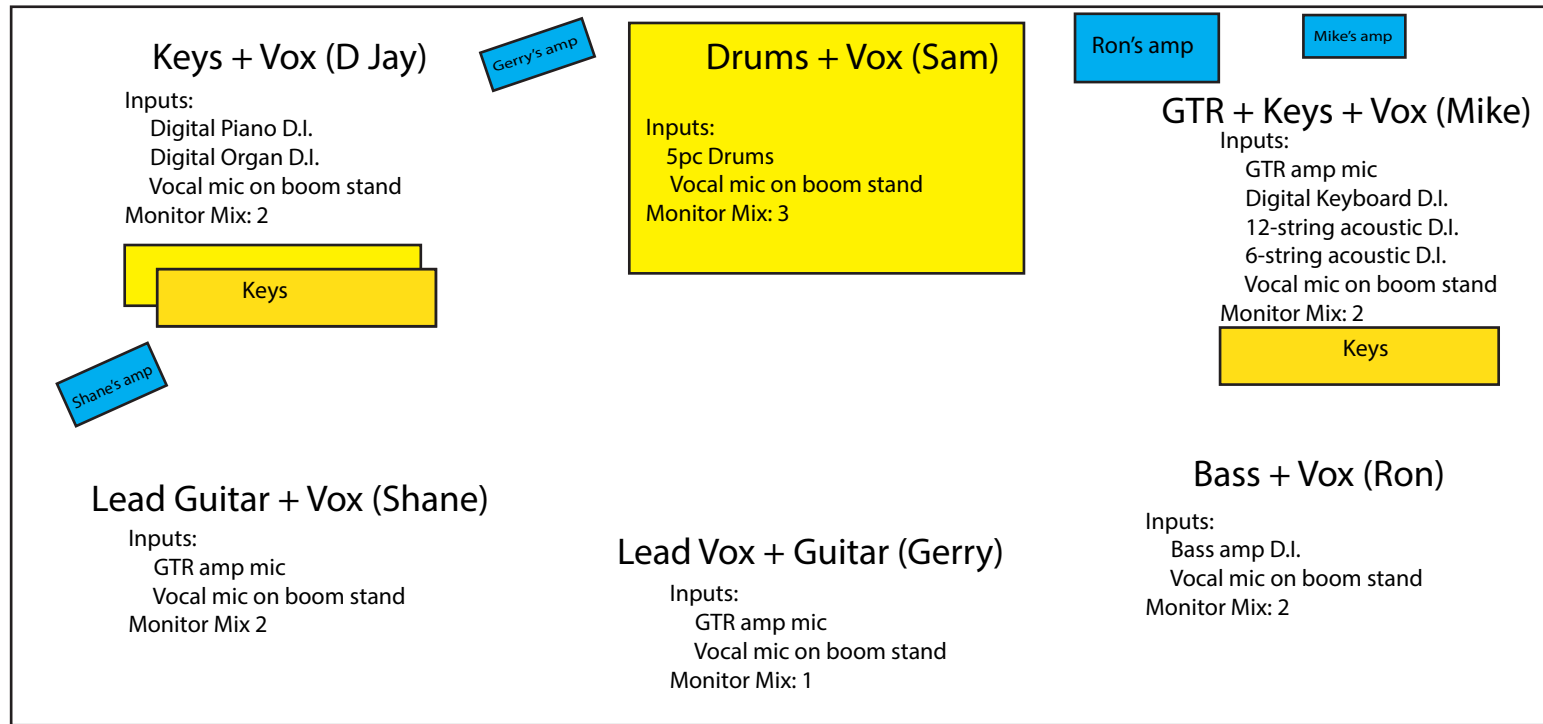 Keys + Vox (D Jay)
Inputs:
Digital Piano D.I.
Digital Organ D.I.
Vocal mic on boom stand
Monitor Mix: 2
Keys
Gerry's amp
Drums + Vox (Sam)
Inputs:
5pc Drums
Vocal mic on boom stand
Monitor Mix: 3
Ron's amp
Mike's amp
GTR + Keys + Vox (Mike)
Inputs:
GTR amp mic
Digital Keyboard D.I.
12-string acoustic D.I.
6-string acoustic D.I.
Vocal mic on boom stand
Monitor Mix: 2
Keys
Shane's amp
Lead Guitar + Vox (Shane)
Inputs:
GTR amp mic
Vocal mic on boom stand
Monitor Mix 2
Lead Vox + Guitar (Gerry)
Inputs:
GTR amp mic
Vocal mic on boom stand
Monitor Mix: 1
Bass + Vox (Ron)
Inputs:
Bass amp D.I.
Vocal mic on boom stand
Monitor Mix: 2